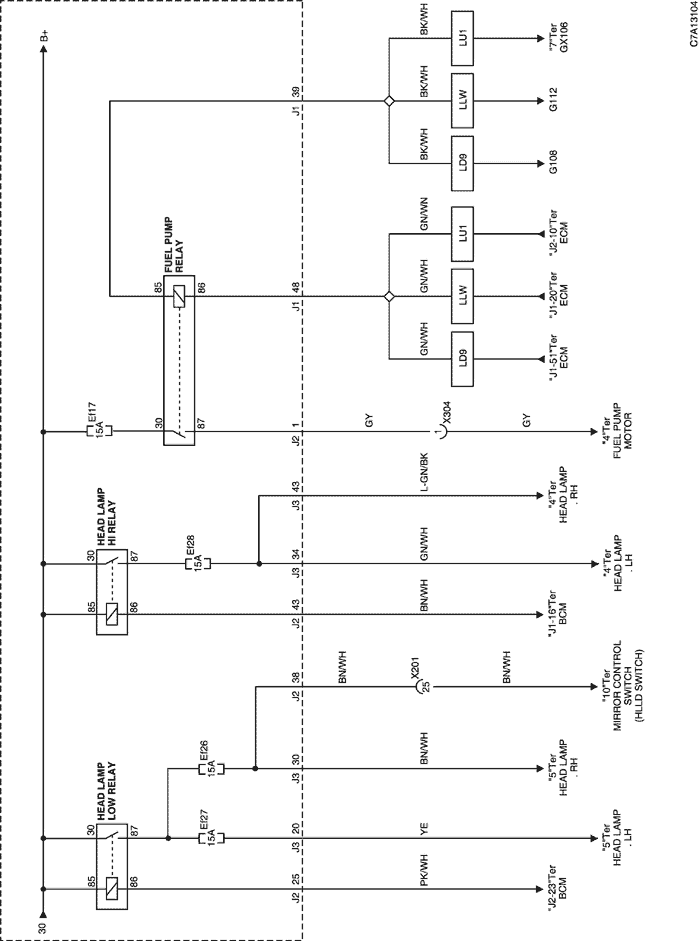 C7A13104
30
B+
Ef17
15A
HEAD LAMP
LOW RELAY
85
30
86
87
HEAD LAMP
HI RELAY
85
30
86
87
FUEL PUMP
RELAY
30
85
87
86
Ef27
15A
Ef26
15A
Ef28
15A
J2 25
J3 20
J3 30
J2 38
J2 43
J3 34
J3 43
J2 1
J1 48
J1 39
PK/WH
YE
BN/WH
BN/WH
BN/WH
GN/WH
L-GN/BK
GY
GN/WH
GN/WH
GN/WN
BK/WH
BK/WH
BK/WH
X201
25
X304
1
LD9
LLW
LU1
LD9
LLW
LU1
BN/WH
GY
"J2-23"Ter
BCM
"5"Ter
HEAD LAMP
. LH
"5"Ter
HEAD LAMP
. RH
"10"Ter
MIRROR CONTROL
SWITCH
(HLLD SWITCH)
"J1-16"Ter
BCM
"4"Ter
HEAD LAMP
. LH
"4"Ter
HEAD LAMP
. RH
"4"Ter
FUEL PUMP
MOTOR
"J1-51"Ter
ECM
"J1-20"Ter
ECM
"J2-10"Ter
ECM
G108
G112
"7"Ter
GX106